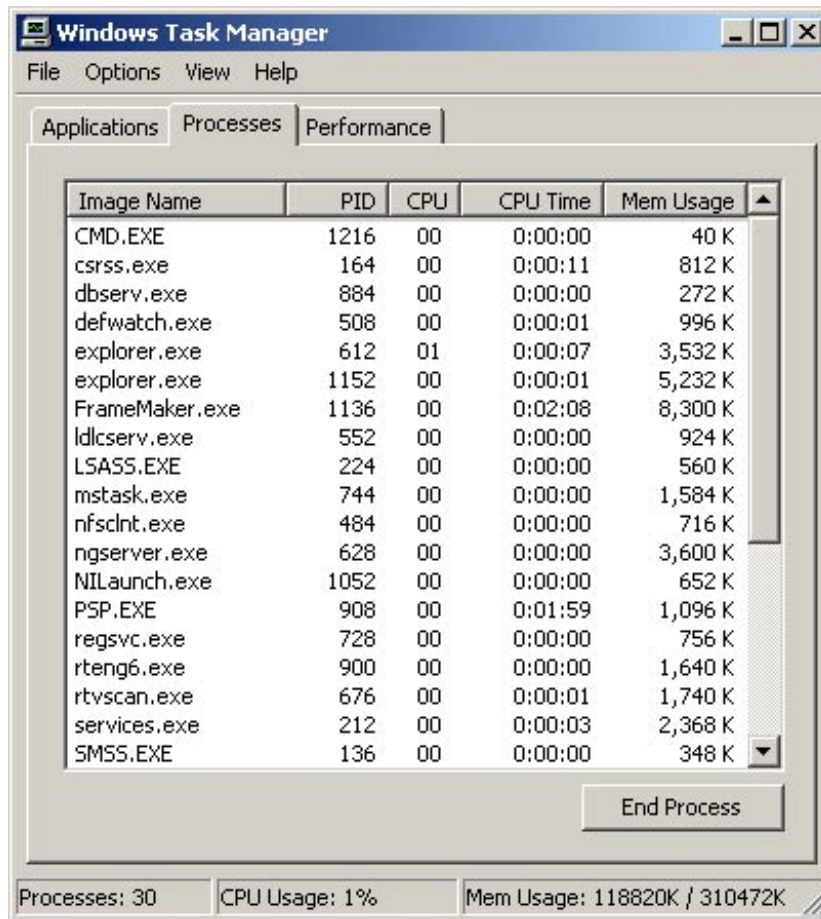 Windows Task Manager
File Options View Help
Applications Processes Performance
Image Name PID CPU CPU Time Mem Usage
CMD.EXE 1216 00 0:00:00 40 K
csrss.exe 164 00 0:00:11 812 K
dbserv.exe 884 00 0:00:00 272 K
defwatch.exe 508 00 0:00:01 996 K
explorer.exe 612 01 0:00:07 3,532 K
explorer.exe 1152 00 0:00:01 5,232 K
FrameMaker.exe 1136 00 0:02:08 8,300 K
ldlcserv.exe 552 00 0:00:00 924 K
LSASS.EXE 224 00 0:00:00 560 K
mstask.exe 744 00 0:00:00 1,584 K
nfsclnt.exe 484 00 0:00:00 716 K
ngserver.exe 628 00 0:00:00 3,600 K
NILaunch.exe 1052 00 0:00:00 652 K
PSP.EXE 908 00 0:01:59 1,096 K
regsvc.exe 728 00 0:00:00 756 K
rteng6.exe 900 00 0:00:00 1,640 K
rtvscan.exe 676 00 0:00:01 1,740 K
services.exe 212 00 0:00:03 2,368 K
SMSS.EXE 136 00 0:00:00 348 K
End Process
Processes: 30 CPU Usage: 1% Mem Usage: 118820K / 310472K